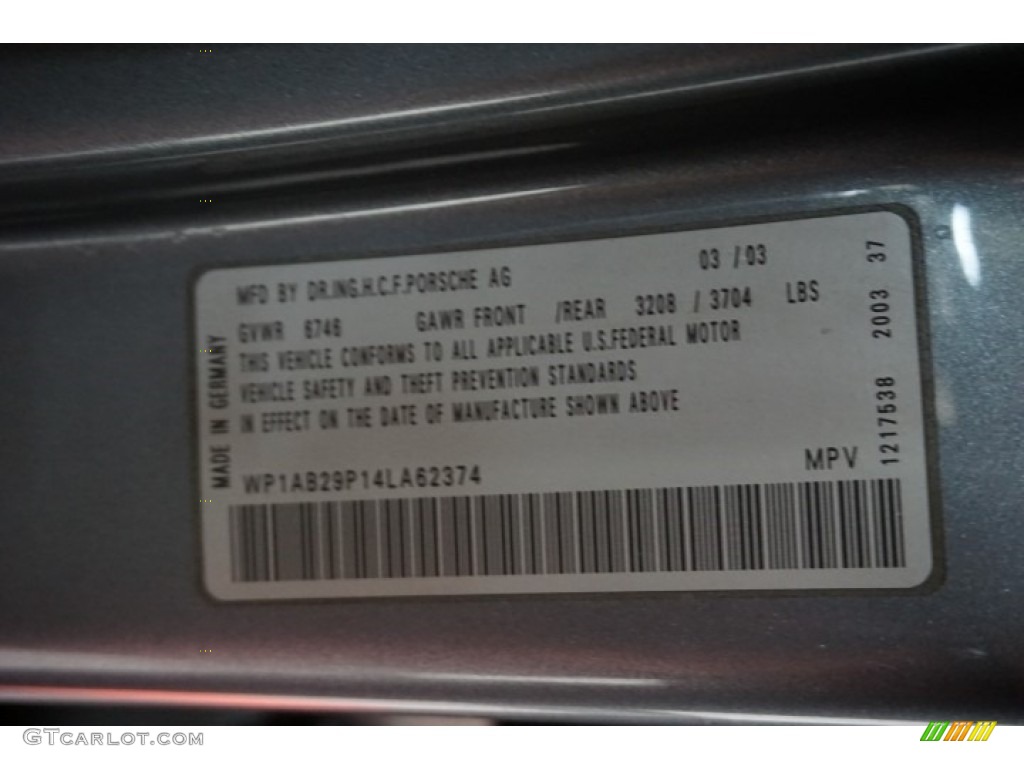 MFD BY DR.ING.H.C.F.PORSCHE AG 03 / 03
GVWR 6746 GAWR FRONT /REAR 3208 / 3704 LBS
THIS VEHICLE CONFORMS TO ALL APPLICABLE U.S.FEDERAL MOTOR
VEHICLE SAFETY AND THEFT PREVENTION STANDARDS
IN EFFECT ON THE DATE OF MANUFACTURE SHOWN ABOVE
WP1AB29P14LA62374 MPV
MADE IN GERMANY
1217538 2003 37
GTCarlot.com